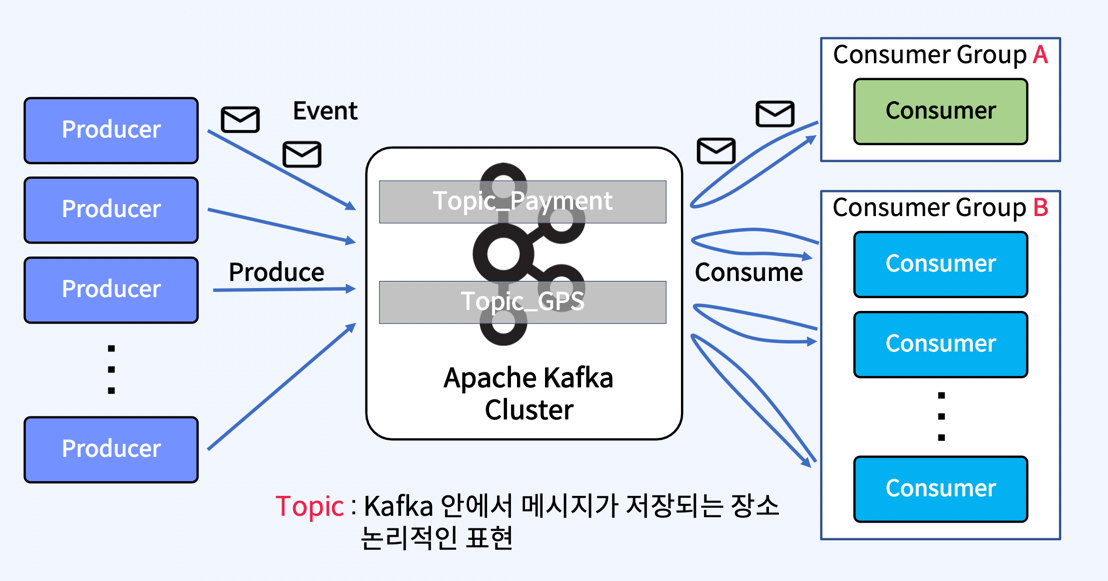 Producer
Producer
Producer
Producer
Event
Produce
Topic_Payment
Topic_GPS
Apache Kafka
Cluster
Consume
Consumer Group A
Consumer
Consumer Group B
Consumer
Consumer
Consumer
Topic : Kafka 안에서 메시지가 저장되는 장소
논리적인 표현